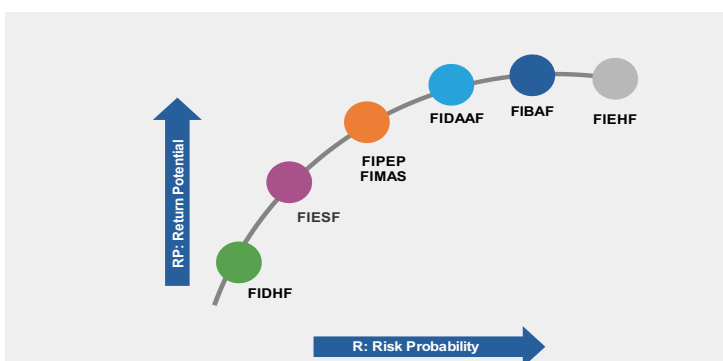 FIDAAF
FIBAF
FIEHF
FIPEP
FIMAS
FIESF
FIDHF
RP: Return Potential
R: Risk Probability